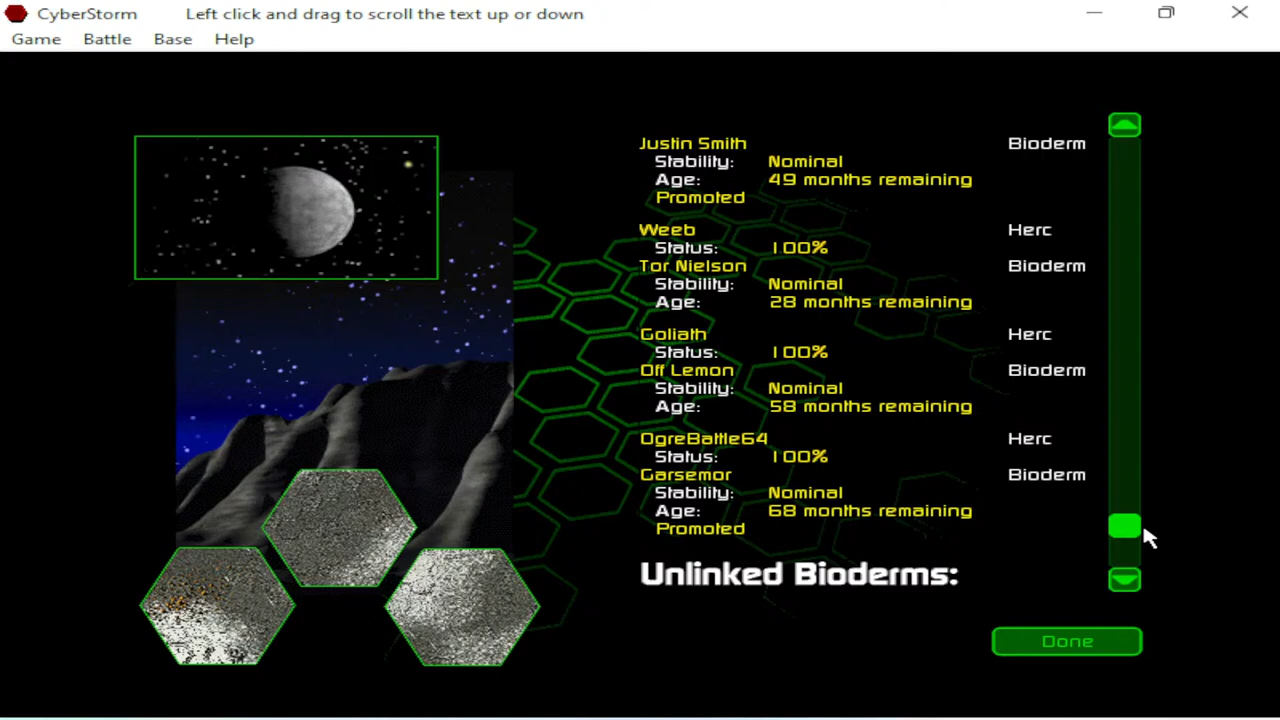 CyberStorm Left click and drag to scroll the text up or down
Game Battle Base Help
Justin Smith Bioderm
Stability: Nominal
Age: 49 months remaining
Promoted
Weeb Herc
Status: 100%
Tor Nielson Bioderm
Stability: Nominal
Age: 28 months remaining
Goliath Herc
Status: 100%
Off Lemon Bioderm
Stability: Nominal
Age: 58 months remaining
OgreBattle64 Herc
Status: 100%
Garsemor Bioderm
Stability: Nominal
Age: 68 months remaining
Promoted
Unlinked Bioderms:
Done